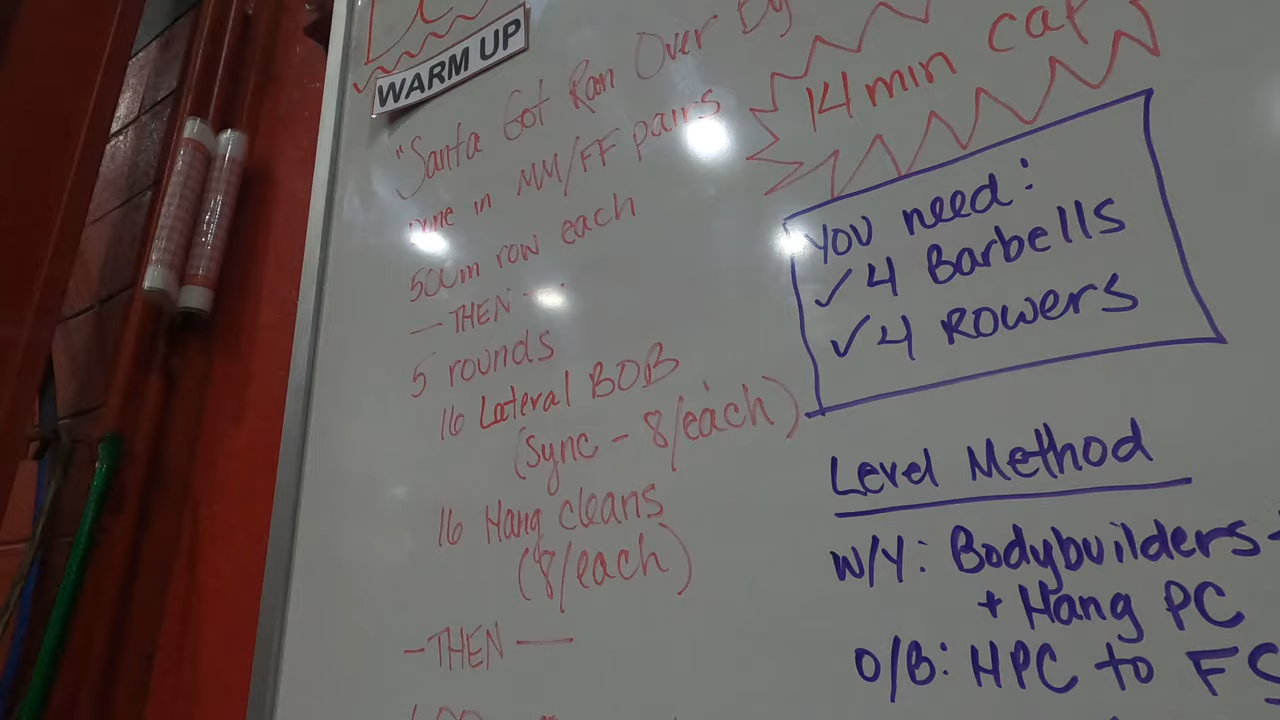 WARM UP
"Santa Got Ran Over By
Done in MM/FF pairs
500m row each
—THEN—
5 rounds
16 Lateral BOB
(Sync - 8/each)
16 Hang cleans
(8/each)
-THEN—
14 min cap
You need:
✓4 Barbells
✓4 Rowers
Level Method
W/Y: Bodybuilders
+ Hang PC
O/B: HPC to FS